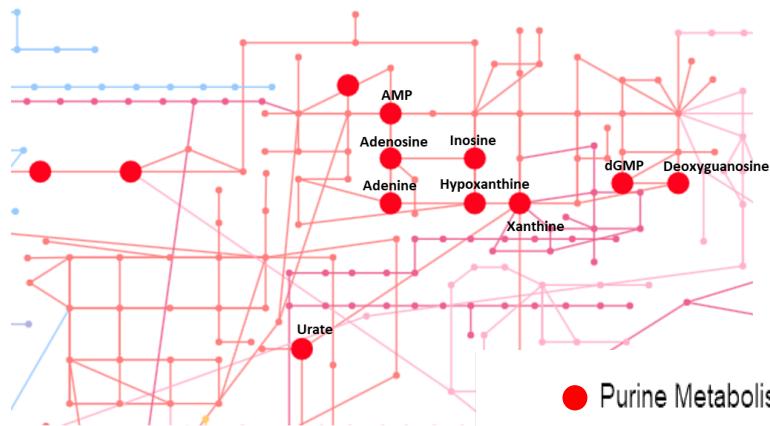 AMP
Adenosine
Inosine
Adenine
Hypoxanthine
dGMP
Deoxyguanosine
Xanthine
Urate
Purine Metabolis